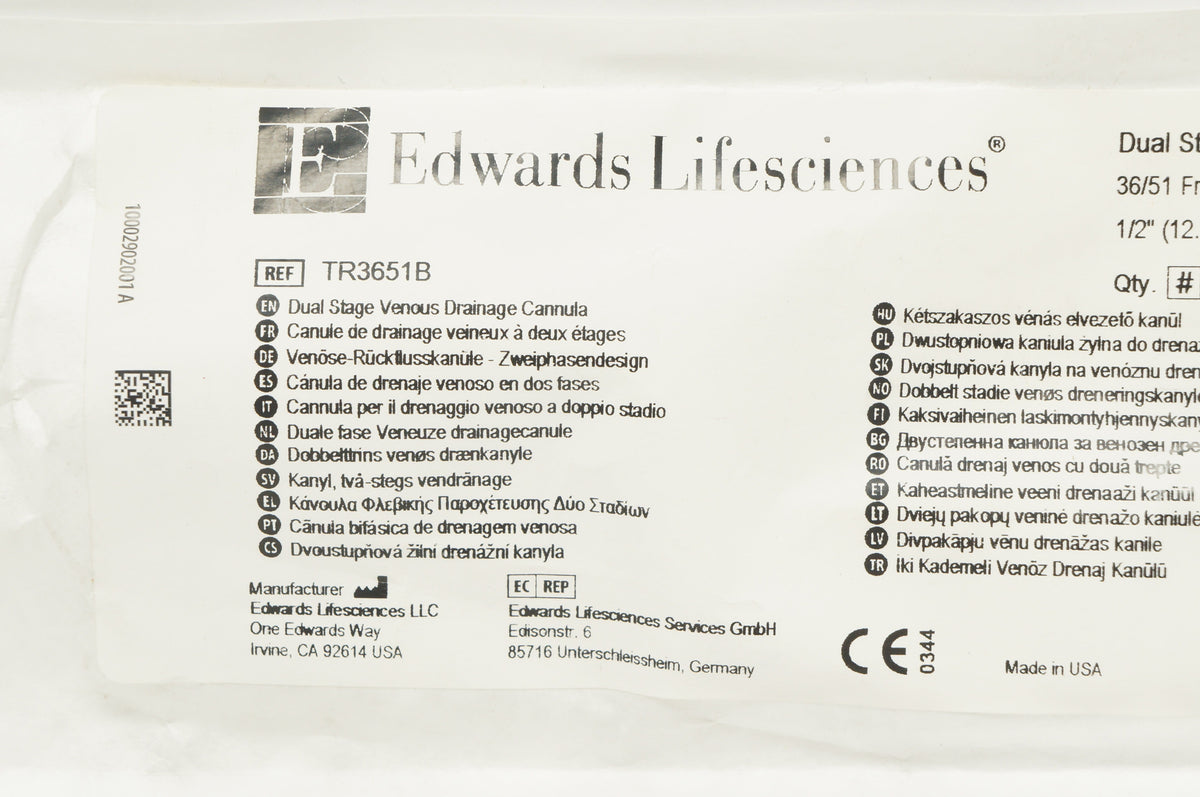 Edwards Lifesciences®
Dual St
36/51 Fr
1/2" (12.
Qty. #
10002902001 A
REF TR3651B
EN Dual Stage Venous Drainage Cannula
FR Canule de drainage veineux à deux étages
DE Venöse-Rückflusskanüle - Zweiphasendesign
ES Cánula de drenaje venoso en dos fases
IT Cannula per il drenaggio venoso a doppio stadio
NL Duale fase Veneuze drainagecanule
DA Dobbelttrins venøs drænkanyle
SV Kanyl, två-stegs vendränage
EL Κάνουλα Φλεβικής Παροχέτευσης Δύο Σταδίων
PT Cânula bifásica de drenagem venosa
CS Dvoustupňová žilní drenážní kanyla
HU Kétszakaszos vénás elvezető kanül
PL Dwustopniowa kaniula żylna do drena
SK Dvojstupňová kanyla na venóznu dren
NO Dobbelt stadie venøs dreneringskanyle
FI Kaksivaiheinen laskimontyhjennyskany
BG Двустепенна канюла за венозен дре
RO Canulă drenaj venos cu două trepte
ET Kaheastmeline veeni drenaaži kanüül
LT Dviejų pakopų veninė drenažo kaniulė
LV Divpakāpju vēnu drenāžas kanile
TR İki Kademeli Venöz Drenaj Kanülü
Manufacturer
Edwards Lifesciences LLC
One Edwards Way
Irvine, CA 92614 USA
EC REP
Edwards Lifesciences Services GmbH
Edisonstr. 6
85716 Unterschleissheim, Germany
CE 0344
Made in USA